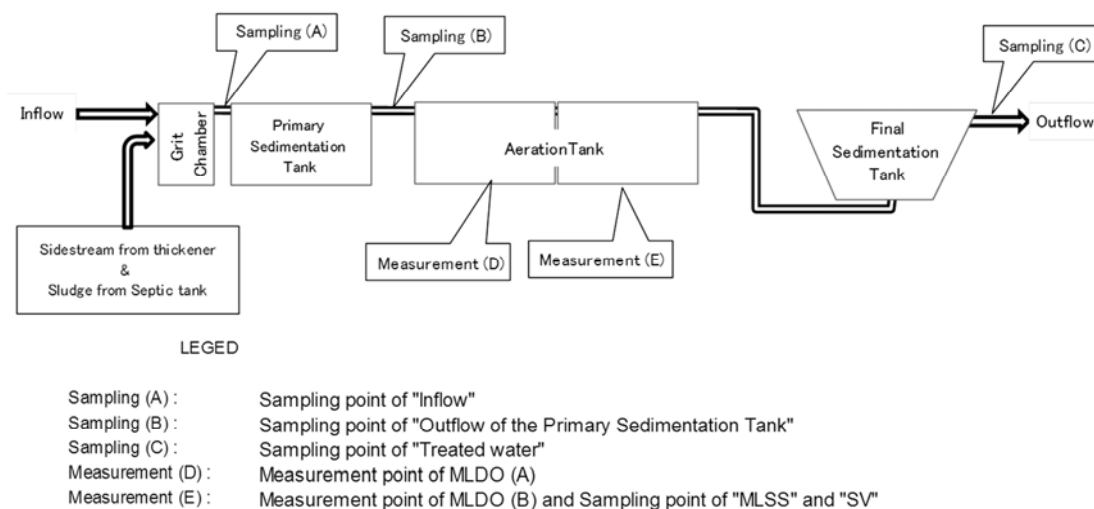 Sampling (A)
Sampling (B)
Sampling (C)
Inflow
Grit
Chamber
Primary
Sedimentation
Tank
AerationTank
Final
Sedimentation
Tank
Outflow
Measurement (D)
Measurement (E)
Sidestream from thickener
&
Sludge from Septic tank
LEGED
Sampling (A) : Sampling point of "Inflow"
Sampling (B) : Sampling point of "Outflow of the Primary Sedimentation Tank"
Sampling (C) : Sampling point of "Treated water"
Measurement (D) : Measurement point of MLDO (A)
Measurement (E) : Measurement point of MLDO (B) and Sampling point of "MLSS" and "SV"